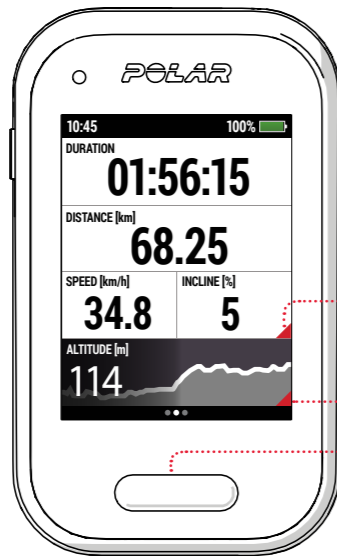 POLAR
10:45 100%
DURATION
01:56:15
DISTANCE [km]
68.25
SPEED [km/h] INCLINE [%]
34.8 5
ALTITUDE [m]
114